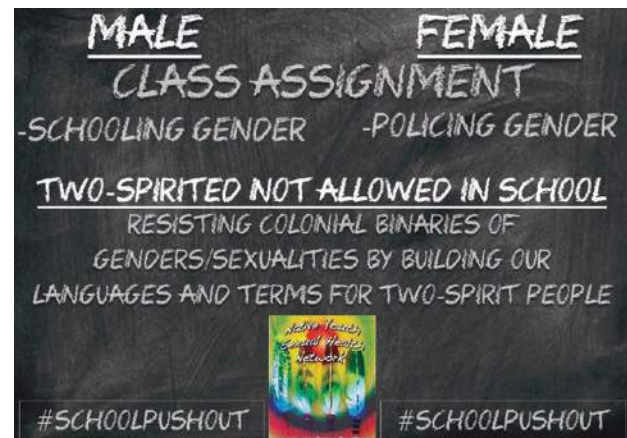 MALE FEMALE
CLASS ASSIGNMENT
-SCHOOLING GENDER -POLICING GENDER
TWO-SPIRITED NOT ALLOWED IN SCHOOL
RESISTING COLONIAL BINARIES OF
GENDERS/SEXUALITIES BY BUILDING OUR
LANGUAGES AND TERMS FOR TWO-SPIRIT PEOPLE
Native Youth
Sexual Health
Network
#SCHOOLPUSHOUT #SCHOOLPUSHOUT